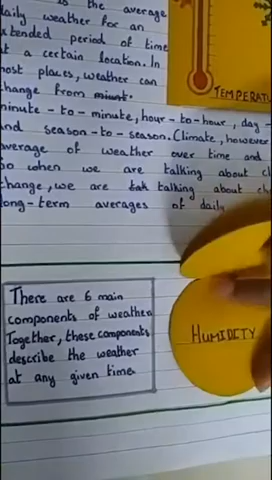 is the average
daily weather for an
extended period of time
at a certain location. In
most places, weather can
change from minut.
minute-to-minute, hour-to-hour, day-
and season-to-season. Climate, however
average of weather over time and
So when we are talking about cl
change, we are tak talking about ch
long-term averages of daily
TEMPERATU
There are 6 main
components of weather.
Together, these components
describe the weather
at any given time.
HUMIDITY